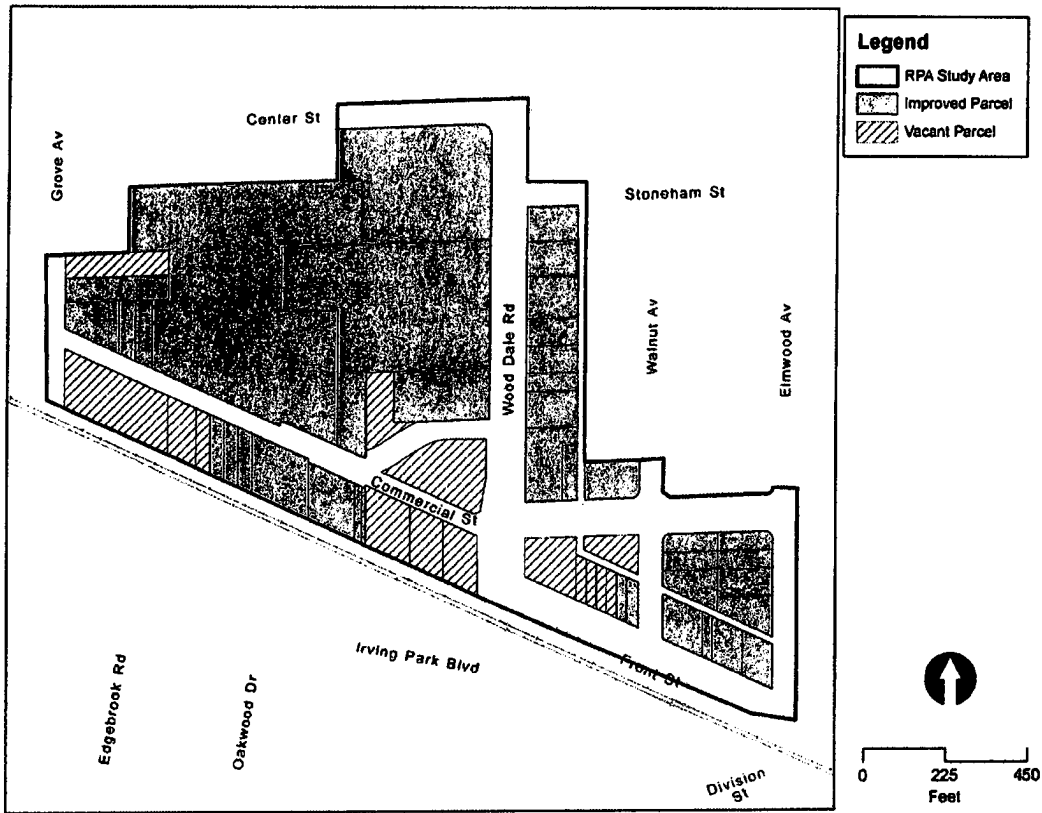 Legend
RPA Study Area
Improved Parcel
Vacant Parcel
Center St
Grove Av
Stoneham St
Wood Dale Rd
Walnut Av
Elmwood Av
Commercial St
Irving Park Blvd
Front St
Edgebrook Rd
Oakwood Dr
Division
St
0 225 450
Feet